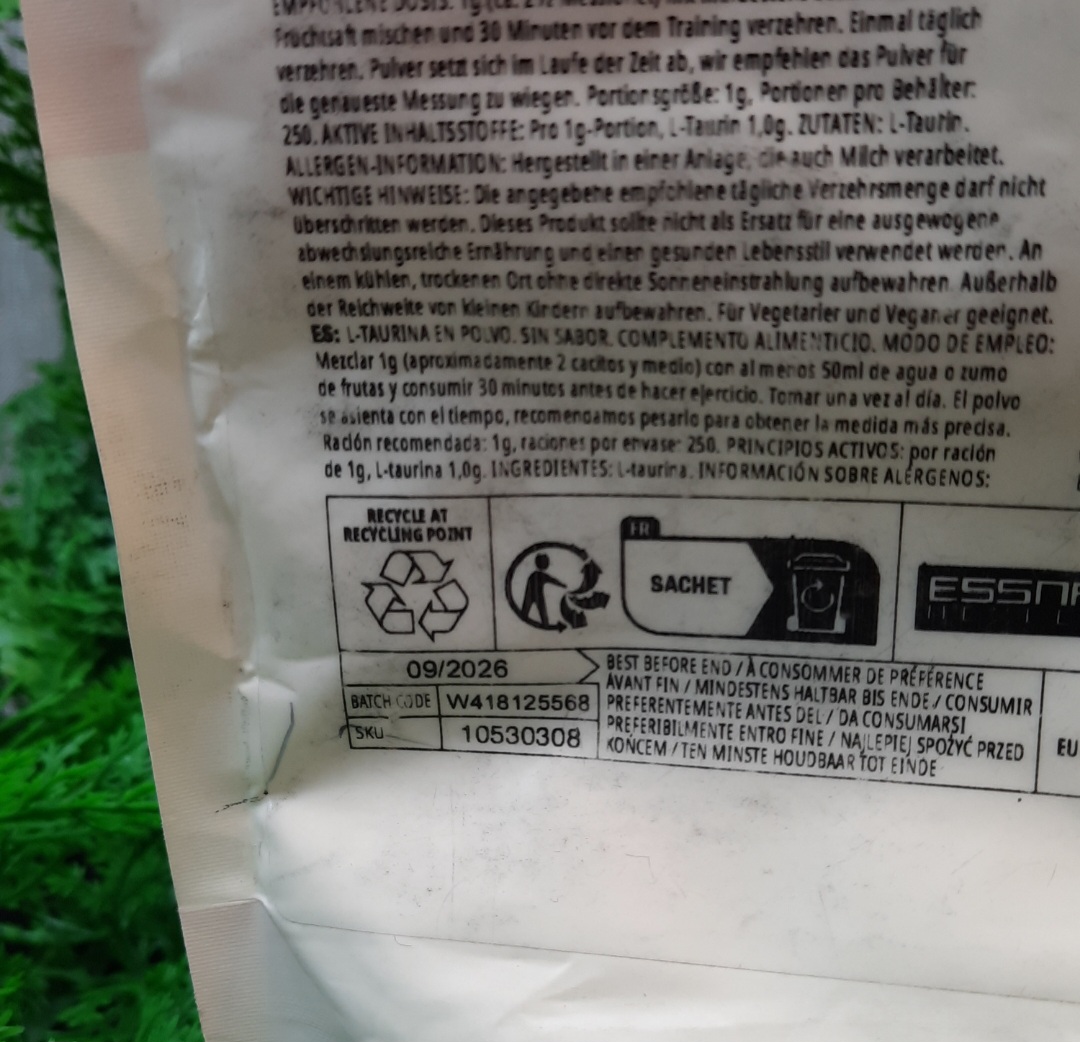 EMPFOHLENE DOSIS: 1g (ca. 2 1/2
Fruchtsaft mischen und 30 Minuten vor dem Training verzehren. Einmal täglich
verzehren. Pulver setzt sich im Laufe der Zeit ab, wir empfehlen das Pulver für
die genaueste Messung zu wiegen. Portionsgröße: 1g, Portionen pro Behälter:
250. AKTIVE INHALTSSTOFFE: Pro 1g-Portion, L-Taurin 1,0g. ZUTATEN: L-Taurin.
ALLERGEN-INFORMATION: Hergestellt in einer Anlage, die auch Milch verarbeitet.
WICHTIGE HINWEISE: Die angegebene empfohlene tägliche Verzehrsmenge darf nicht
überschritten werden. Dieses Produkt sollte nicht als Ersatz für eine ausgewogene,
abwechslungsreiche Ernährung und einen gesunden Lebensstil verwendet werden. An
einem kühlen, trockenen Ort ohne direkte Sonneneinstrahlung aufbewahren. Außerhalb
der Reichweite von kleinen Kindern aufbewahren. Für Vegetarier und Veganer geeignet.
ES: L-TAURINA EN POLVO. SIN SABOR. COMPLEMENTO ALIMENTICIO. MODO DE EMPLEO:
Mezclar 1g (aproximadamente 2 cacitos y medio) con al menos 50ml de agua o zumo
de frutas y consumir 30 minutos antes de hacer ejercicio. Tomar una vez al día. El polvo
se asienta con el tiempo, recomendamos pesarlo para obtener la medida más precisa.
Ración recomendada: 1g, raciones por envase: 250. PRINCIPIOS ACTIVOS: por ración
de 1g, L-taurina 1,0g. INGREDIENTES: L-taurina. INFORMACIÓN SOBRE ALÉRGENOS:
RECYCLE AT
RECYCLING POINT
FR
SACHET
09/2026
BATCH CODE W418125568
SKU 10530308
BEST BEFORE END / À CONSOMMER DE PRÉFÉRENCE
AVANT FIN / MINDESTENS HALTBAR BIS ENDE / CONSUMIR
PREFERENTEMENTE ANTES DEL / DA CONSUMARSI
PREFERIBILMENTE ENTRO FINE / NAJLEPIEJ SPOŻYĆ PRZED
KOŃCEM / TEN MINSTE HOUDBAAR TOT EINDE
EU